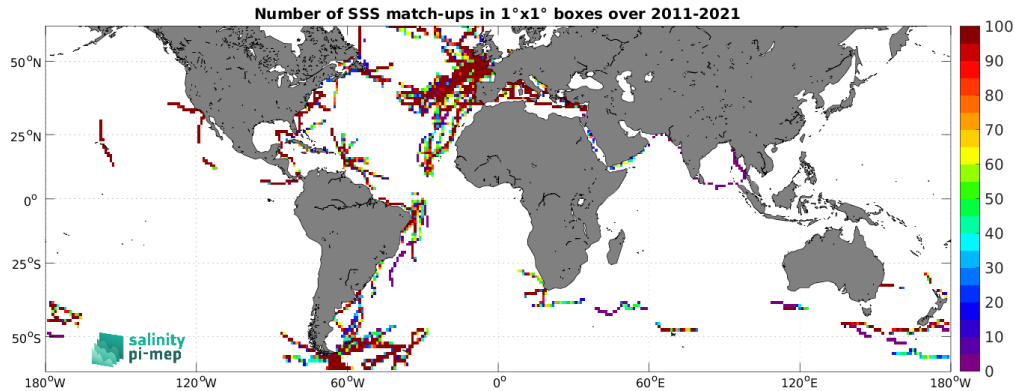 Number of SSS match-ups in 1°x1° boxes over 2011-2021
50°N
25°N
0°
25°S
50°S
180°W
120°W
60°W
0°
60°E
120°E
180°W
100
90
80
70
60
50
40
30
20
10
0
salinity
pi-mep